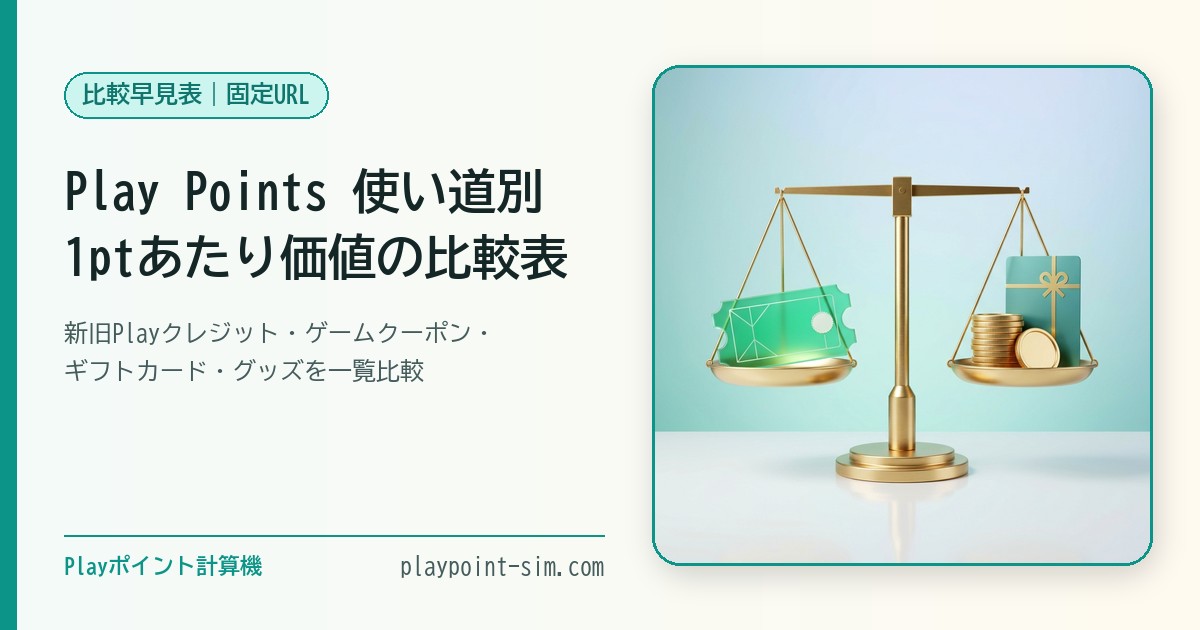 比較早見表｜固定URL
Play Points 使い道別
1ptあたり価値の比較表
新旧Playクレジット・ゲームクーポン・
ギフトカード・グッズを一覧比較
Playポイント計算機
playpoint-sim.com